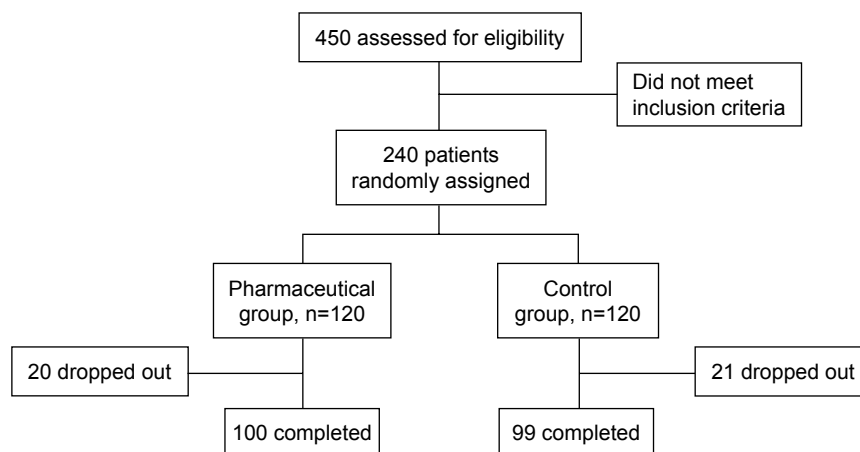 450 assessed for eligibility
Did not meet
inclusion criteria
240 patients
randomly assigned
Pharmaceutical
group, n=120
Control
group, n=120
20 dropped out
21 dropped out
100 completed
99 completed